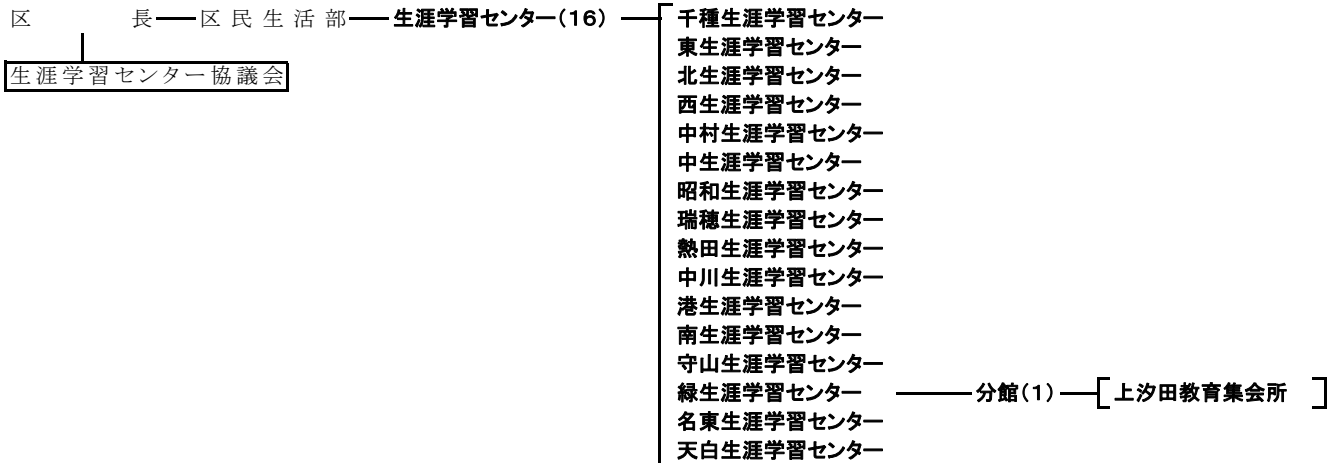 区長 区民生活部 生涯学習センター(16) 千種生涯学習センター
東生涯学習センター
生涯学習センター協議会 北生涯学習センター
西生涯学習センター
中村生涯学習センター
中生涯学習センター
昭和生涯学習センター
瑞穂生涯学習センター
熱田生涯学習センター
中川生涯学習センター
港生涯学習センター
南生涯学習センター
守山生涯学習センター
緑生涯学習センター 分館(1) 上汐田教育集会所
名東生涯学習センター
天白生涯学習センター